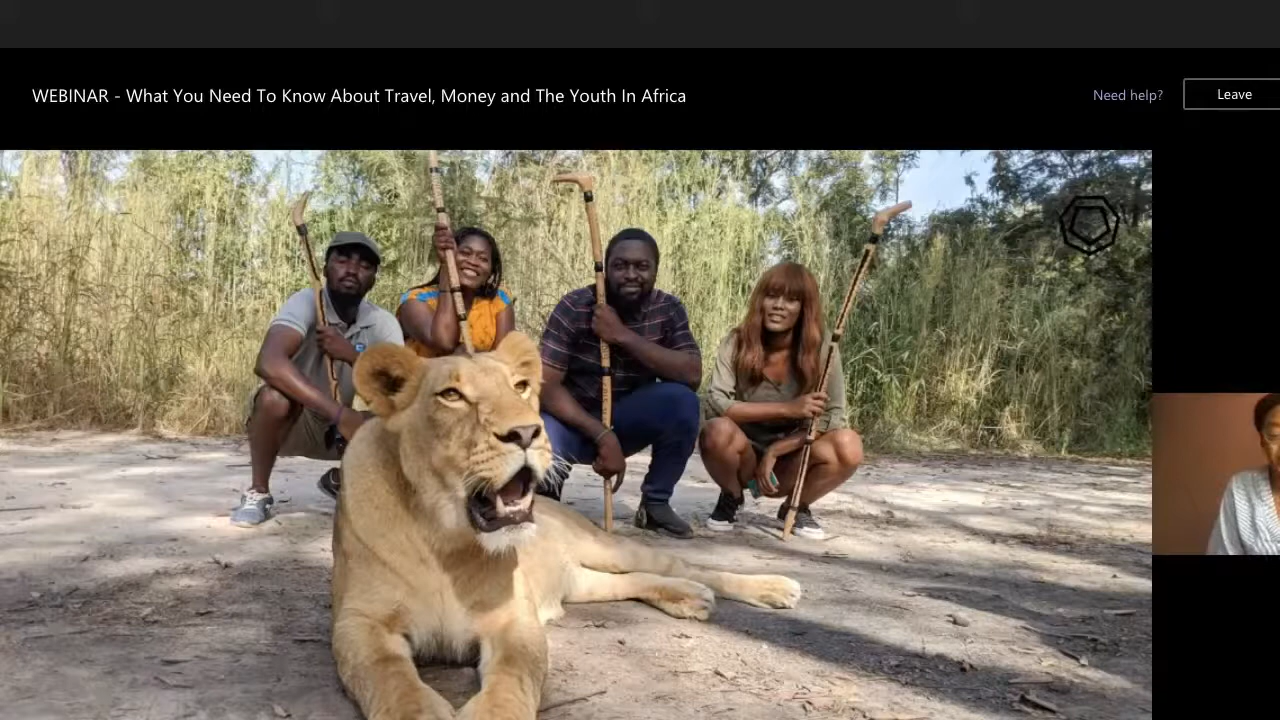 WEBINAR - What You Need To Know About Travel, Money and The Youth In Africa
Need help?
Leave